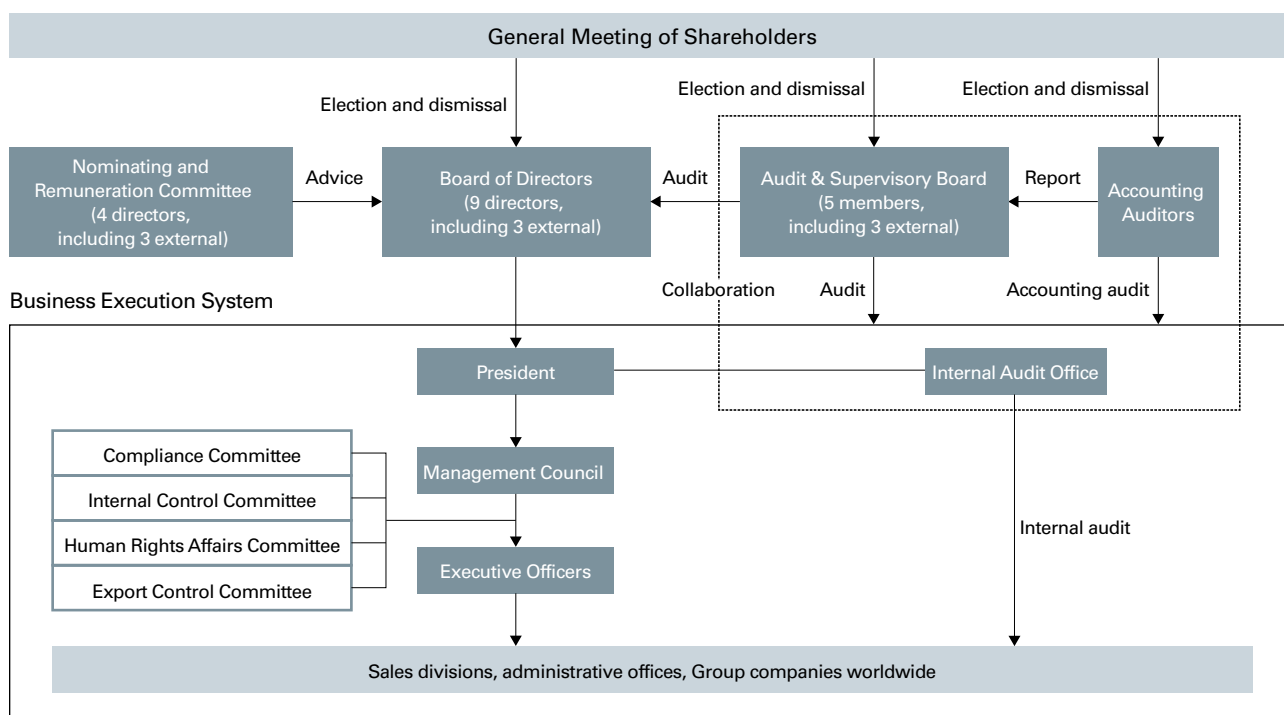 General Meeting of Shareholders
Election and dismissal
Election and dismissal
Election and dismissal
Nominating and
Remuneration Committee
(4 directors,
including 3 external)
Advice
Board of Directors
(9 directors,
including 3 external)
Audit
Audit & Supervisory Board
(5 members,
including 3 external)
Report
Accounting
Auditors
Collaboration
Audit
Accounting audit
Business Execution System
President
Internal Audit Office
Compliance Committee
Internal Control Committee
Human Rights Affairs Committee
Export Control Committee
Management Council
Executive Officers
Internal audit
Sales divisions, administrative offices, Group companies worldwide